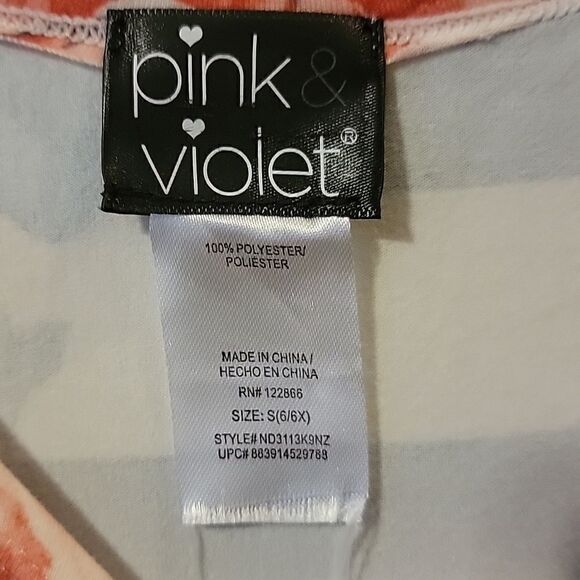 pink &
violet®
100% POLYESTER/
POLIÉSTER
MADE IN CHINA /
HECHO EN CHINA
RN# 122866
SIZE: S(6/6X)
STYLE# ND3113K9NZ
UPC# 883914529788